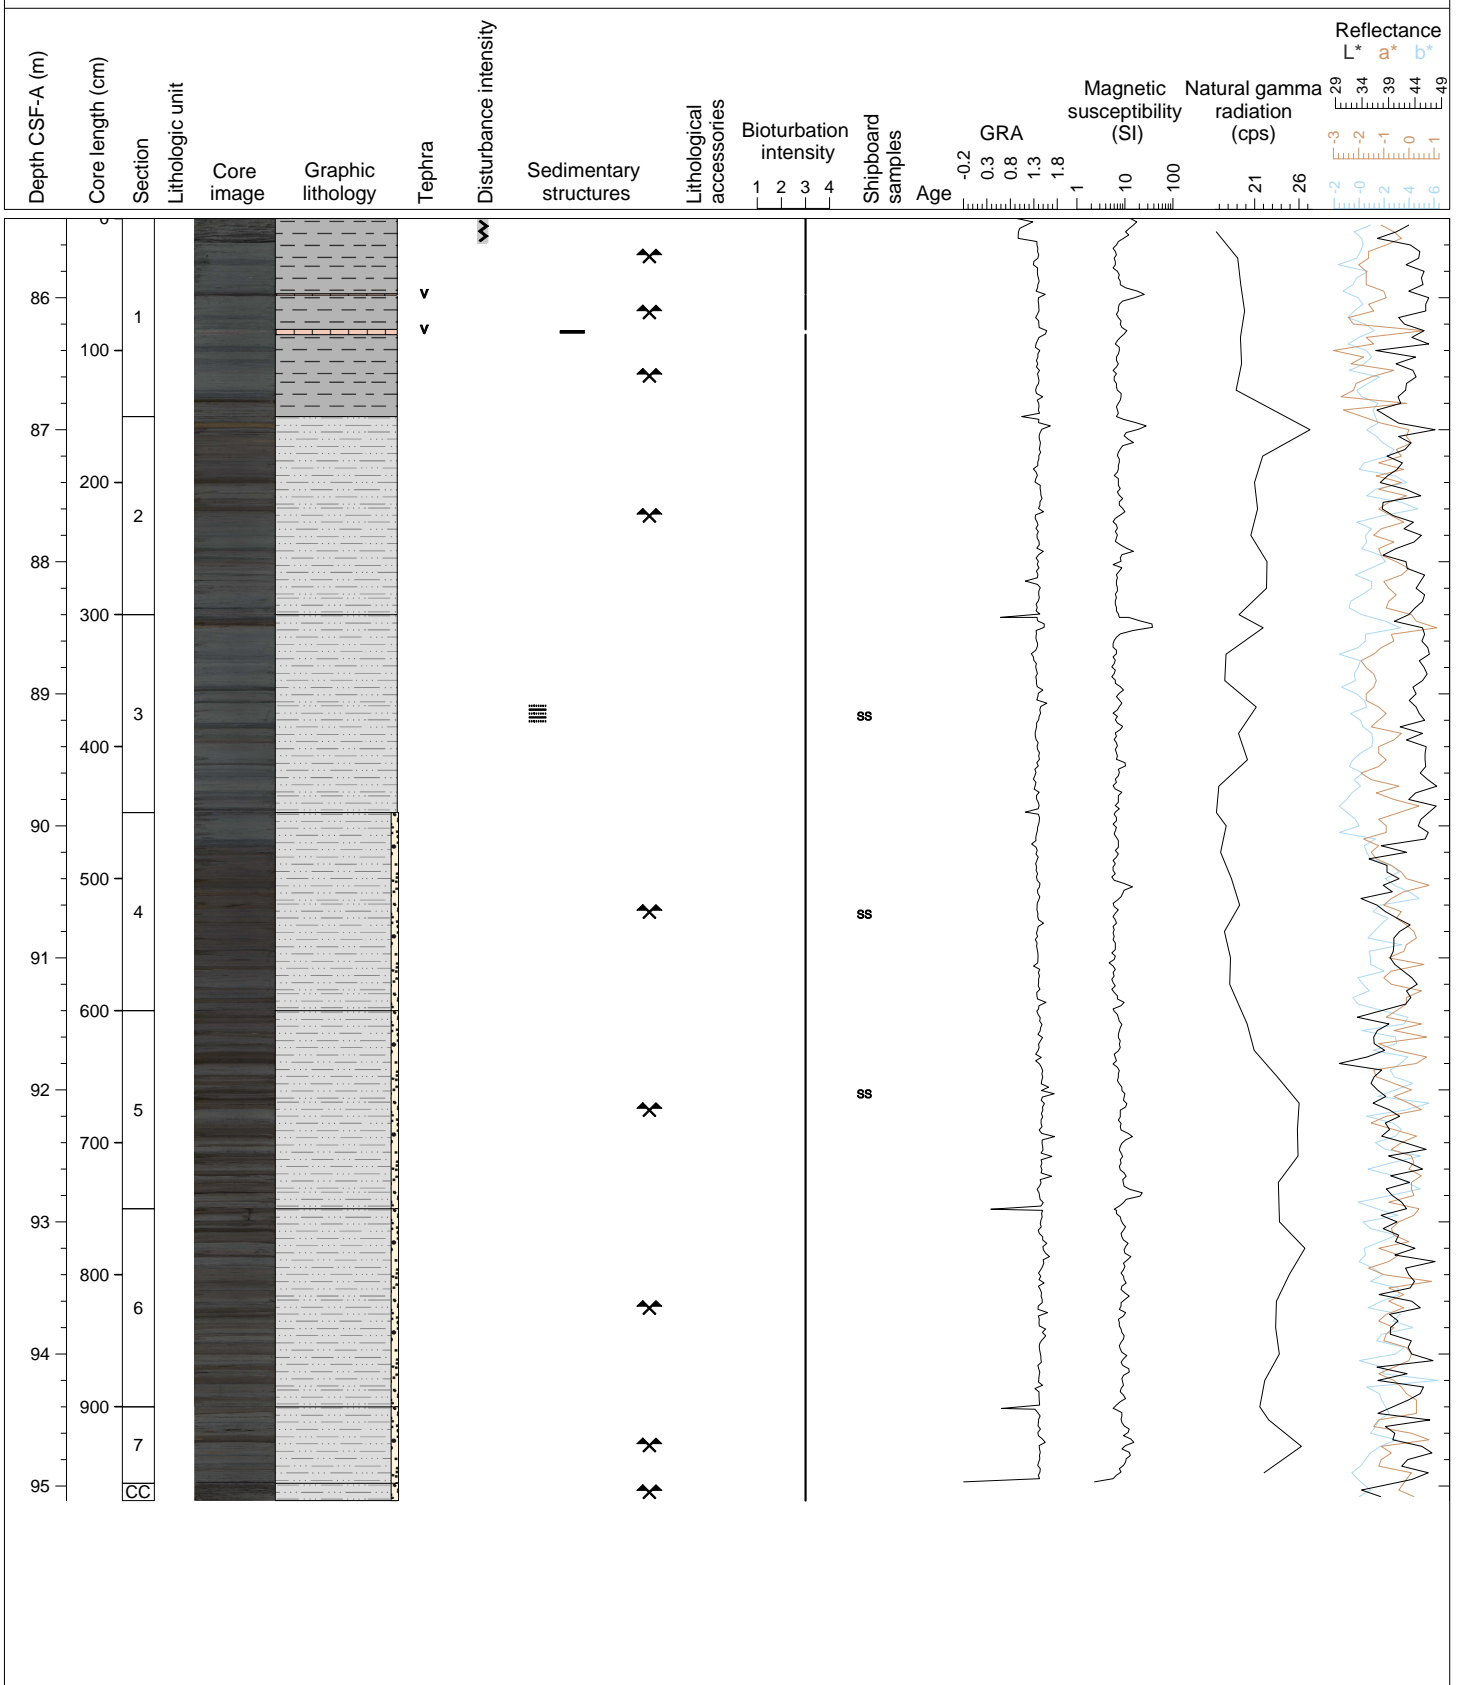 Depth CSF-A (m)
Core length (cm)
Section
Lithologic unit
Core
image
Graphic
lithology
Tephra
Disturbance intensity
Sedimentary
structures
Lithological
accessories
Bioturbation
intensity
1 2 3 4
Shipboard
samples
Age
GRA
-0.2 0.3 0.8 1.3 1.8
Magnetic
susceptibility
(SI)
1 10 100
Natural gamma
radiation
(cps)
21 26
Reflectance
L* a* b*
29 34 39 44 49
-3 -2 -1 0 1
-2 -0 2 4 6
0
86
v
1
v
100
87
200
2
88
300
89
3
ss
400
90
500
4
ss
91
600
92
ss
5
700
93
800
6
94
900
7
95
CC